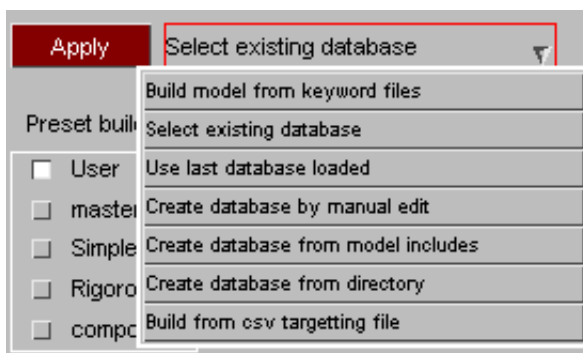 Apply
Select existing database
Build model from keyword files
Preset
Select existing database
User
Use last database loaded
Create database by manual edit
Create database from model includes
Create database from directory
Build from csv targetting file